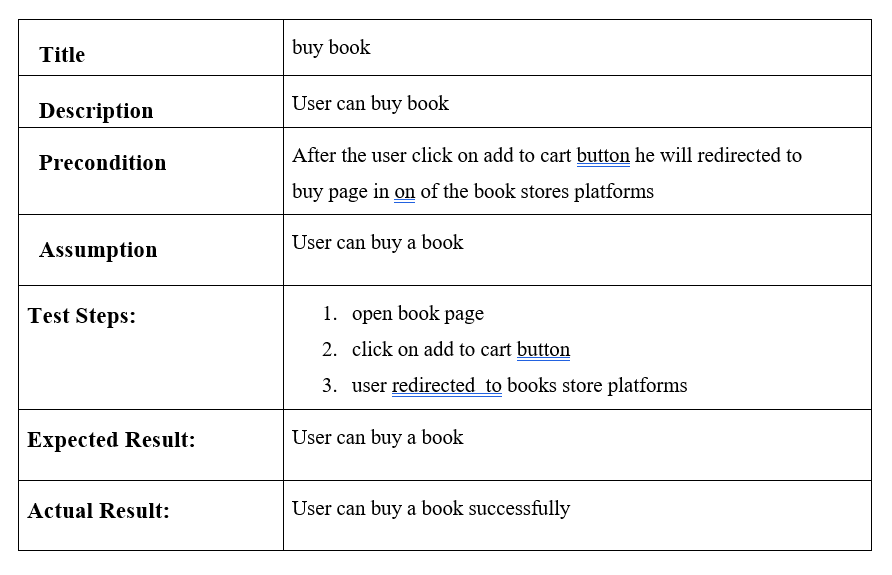 Title
buy book
Description
User can buy book
Precondition
After the user click on add to cart button he will redirected to
buy page in on of the book stores platforms
Assumption
User can buy a book
Test Steps:
1. open book page
2. click on add to cart button
3. user redirected  to books store platforms
Expected Result:
User can buy a book
Actual Result:
User can buy a book successfully